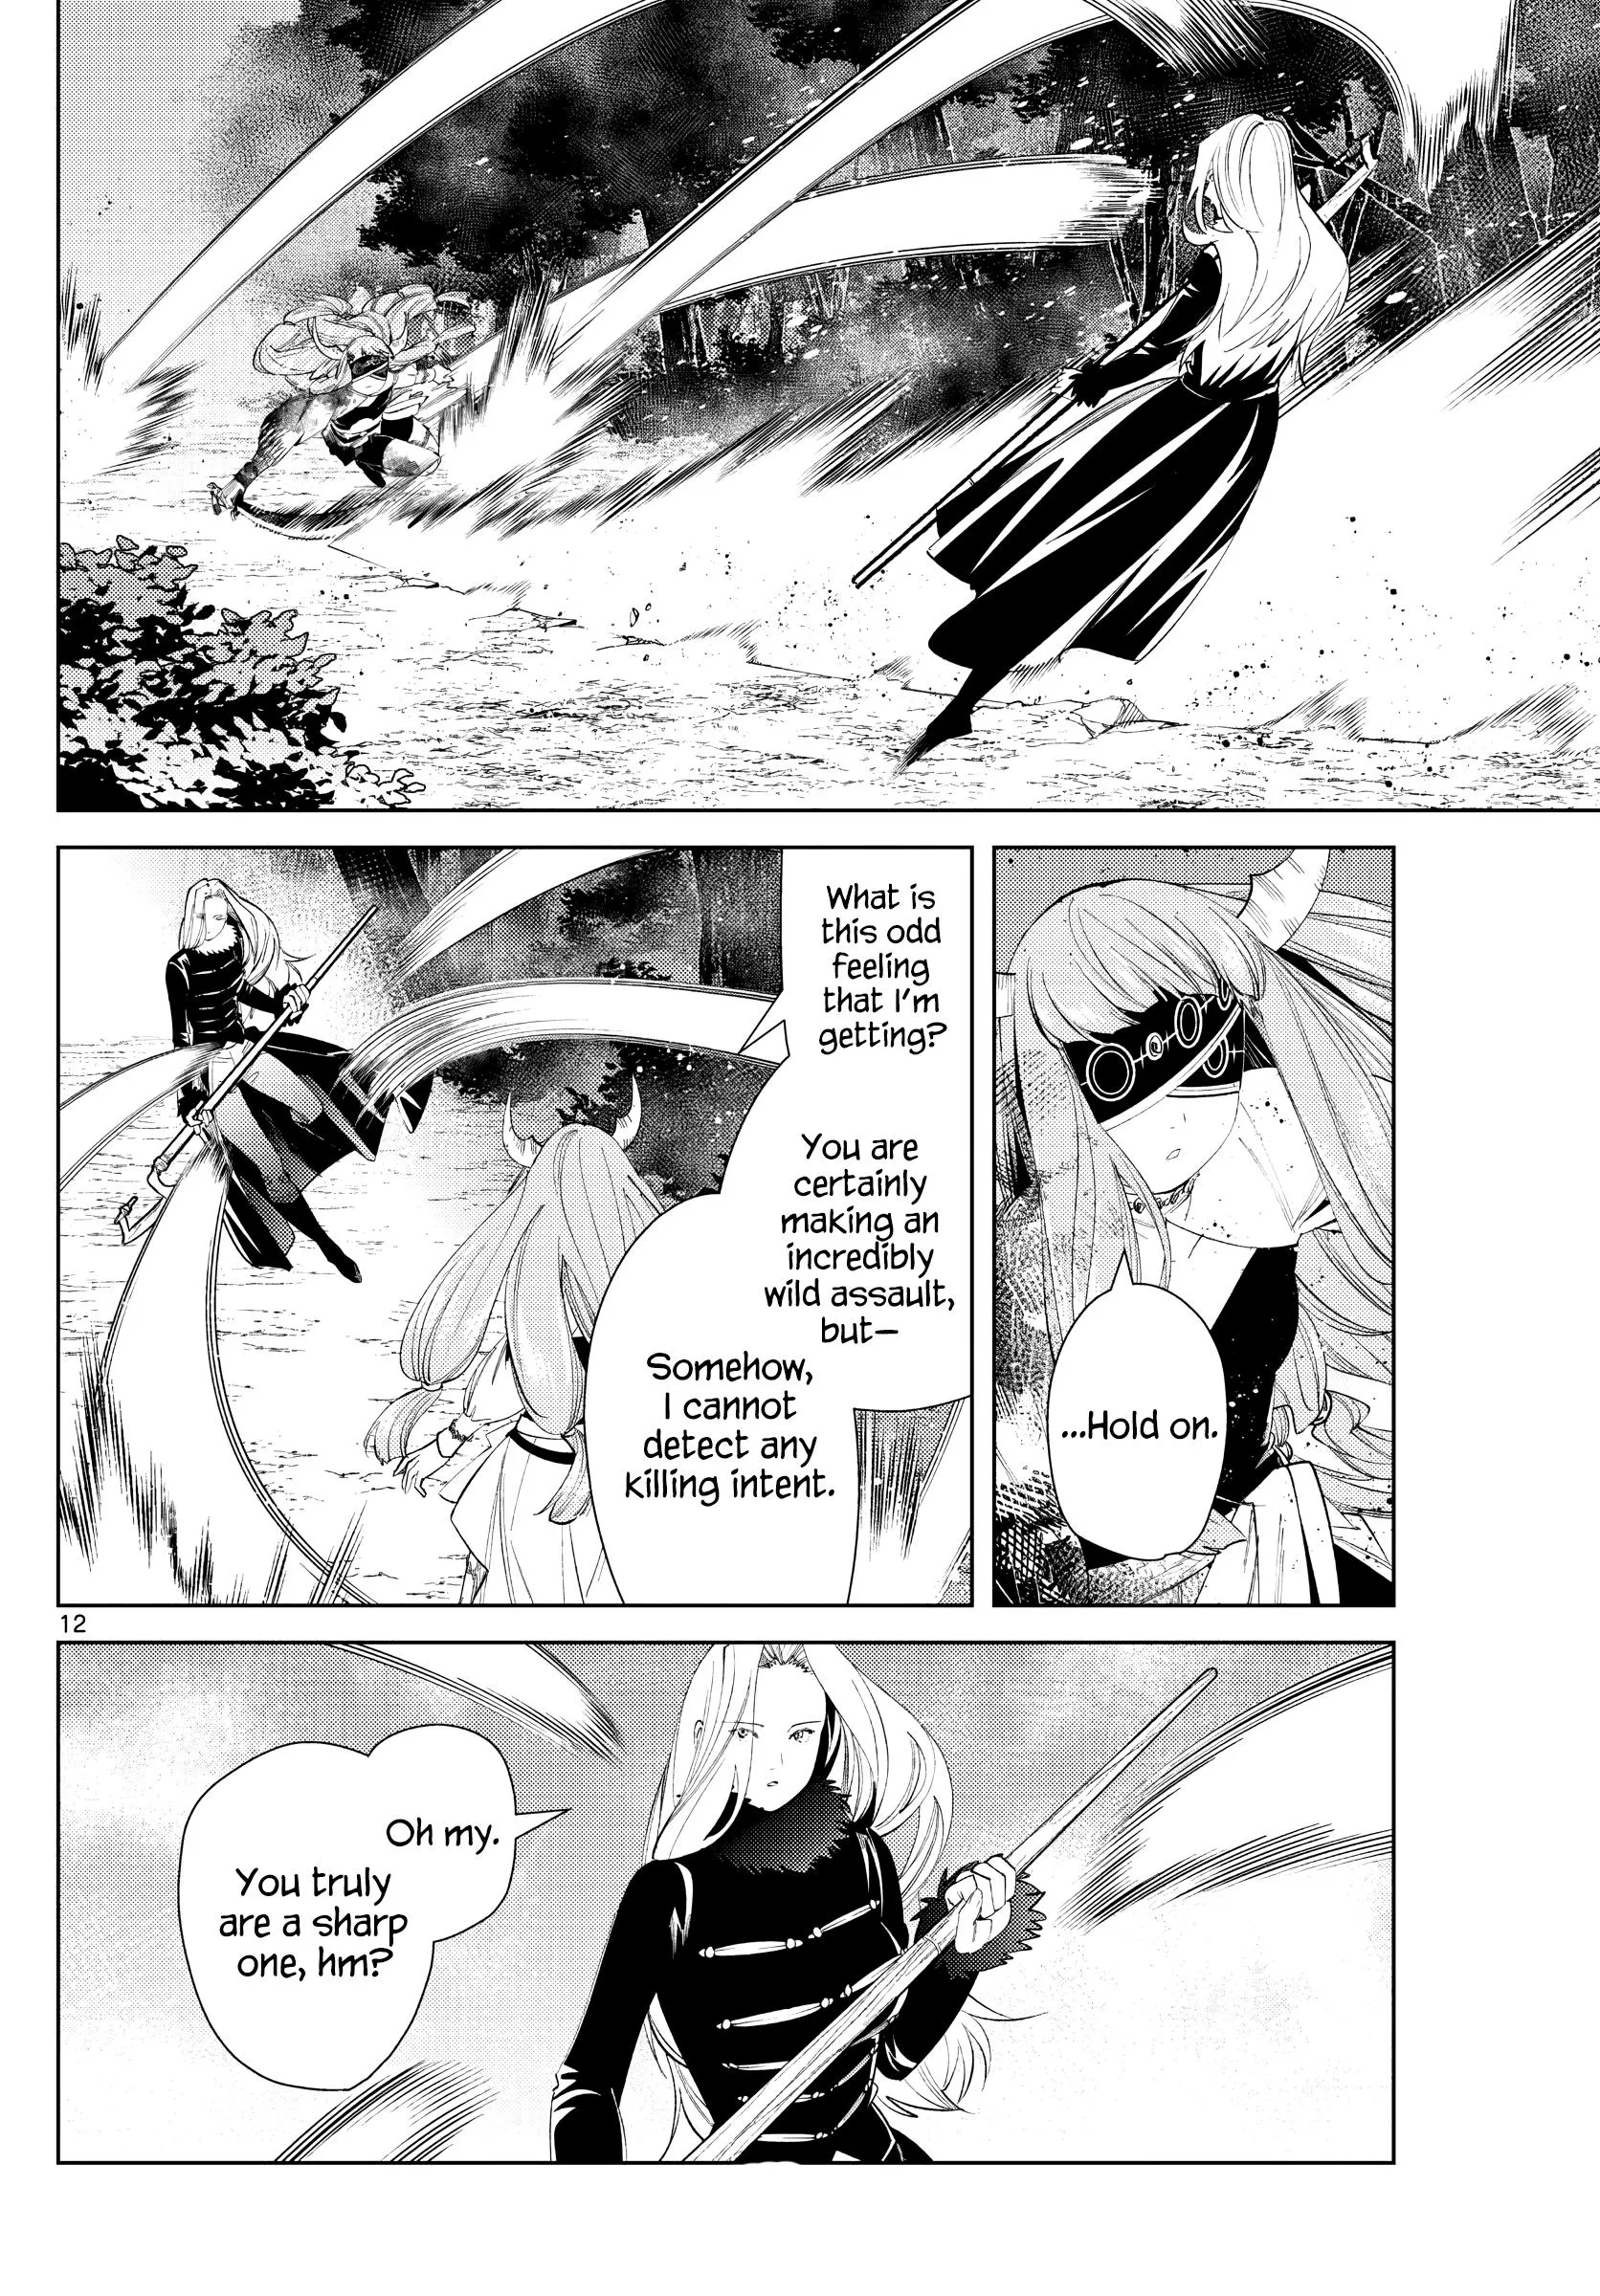 ...Hold on.
What is
this odd
feeling
that I'm
getting?
You are
certainly
making an
incredibly
wild assault,
but—
Somehow,
I cannot
detect any
killing intent.
12
Oh my.
You truly
are a sharp
one, hm?